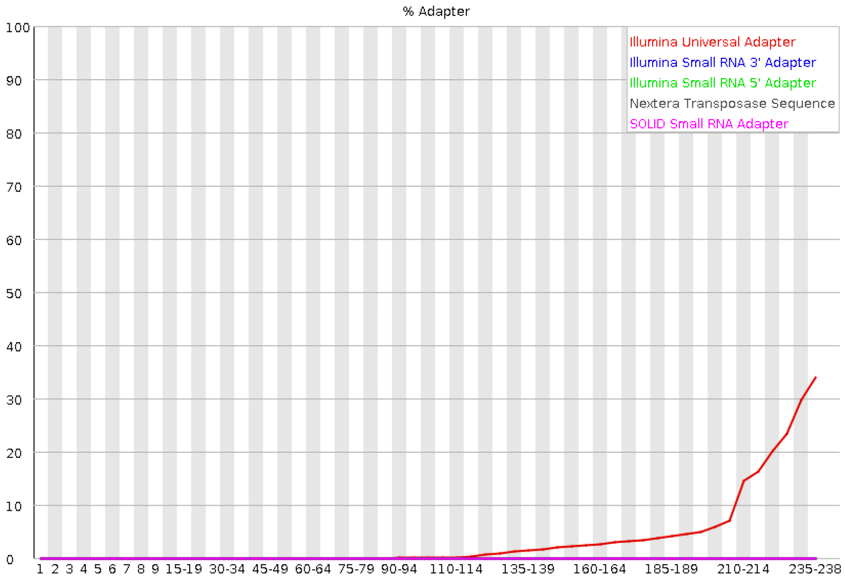 % Adapter
100
90
80
70
60
50
40
30
20
10
0
Illumina Universal Adapter
Illumina Small RNA 3' Adapter
Illumina Small RNA 5' Adapter
Nextera Transposase Sequence
SOLID Small RNA Adapter
1 2 3 4 5 6 7 8 9 15-19 30-34 45-49 60-64 75-79 90-94 110-114 135-139 160-164 185-189 210-214 235-238